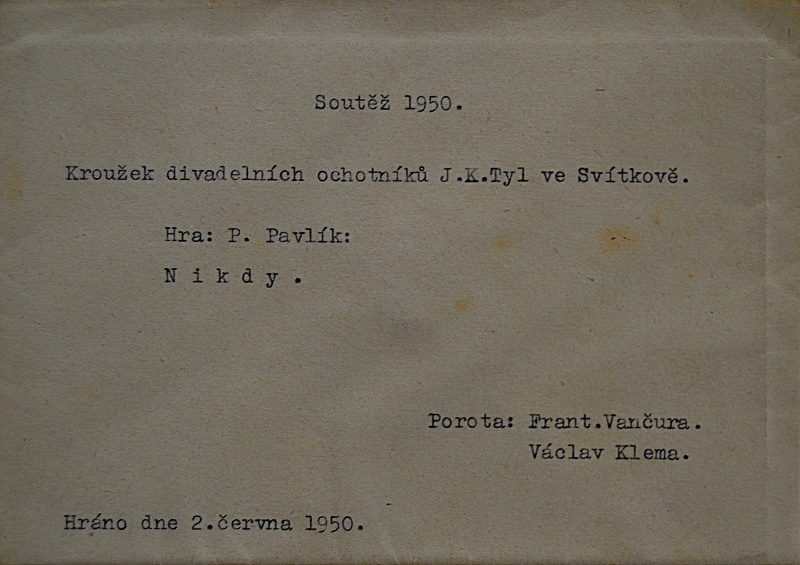 Soutěž 1950.
Kroužek divadelních ochotníků J.K.Tyl ve Svítkově.
Hra: P. Pavlík:
N i k d y .
Porota: Frant.Vančura.
Václav Klema.
Hráno dne 2.června 1950.